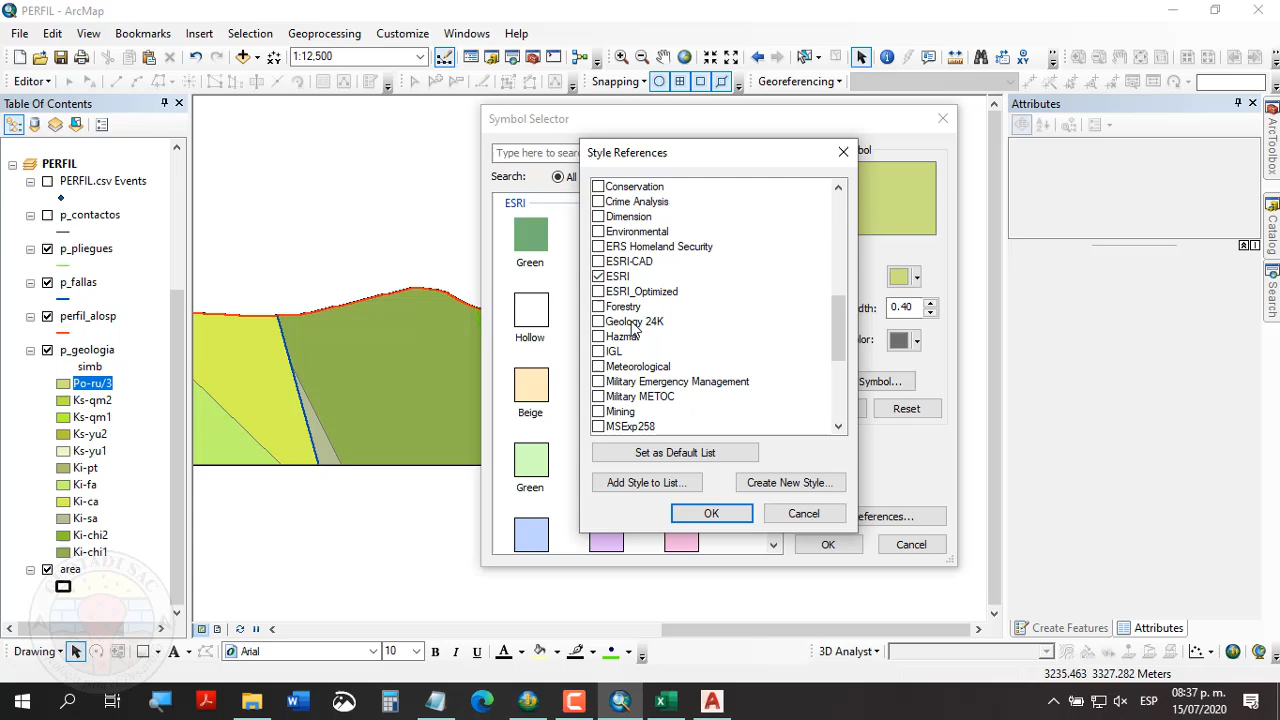 PERFIL - ArcMap
File Edit View Bookmarks Insert Selection Geoprocessing Customize Windows Help
1:12,500
Editor Snapping Georeferencing
Table Of Contents
PERFIL
PERFIL.csv Events
p_contactos
p_pliegues
p_fallas
perfil_alosp
p_geologia
simb
Po-ru/3
Ks-qm2
Ks-qm1
Ks-yu2
Ks-yu1
Ki-pt
Ki-fa
Ki-ca
Ki-sa
Ki-chi2
Ki-chi1
area
Symbol Selector
Type here to sear
Search: All
ESRI
Green
Hollow
Beige
Green
Style References
Conservation
Crime Analysis
Dimension
Environmental
ERS Homeland Security
ESRI-CAD
ESRI
ESRI_Optimized
Forestry
Geology 24K
Hazmat
IGL
Meteorological
Military Emergency Management
Military METOC
Mining
MSExp258
Set as Default List
Add Style to List...
Create New Style...
OK
Cancel
bol
dth: 0.40
lor:
Symbol...
Reset
eferences...
OK
Cancel
Attributes
ArcToolbox
Catalog
Create Features Attributes
Drawing A Arial 10 B I U A 3D Analyst
3235.463 3327.282 Meters
ESP
08:37 p. m.
15/07/2020